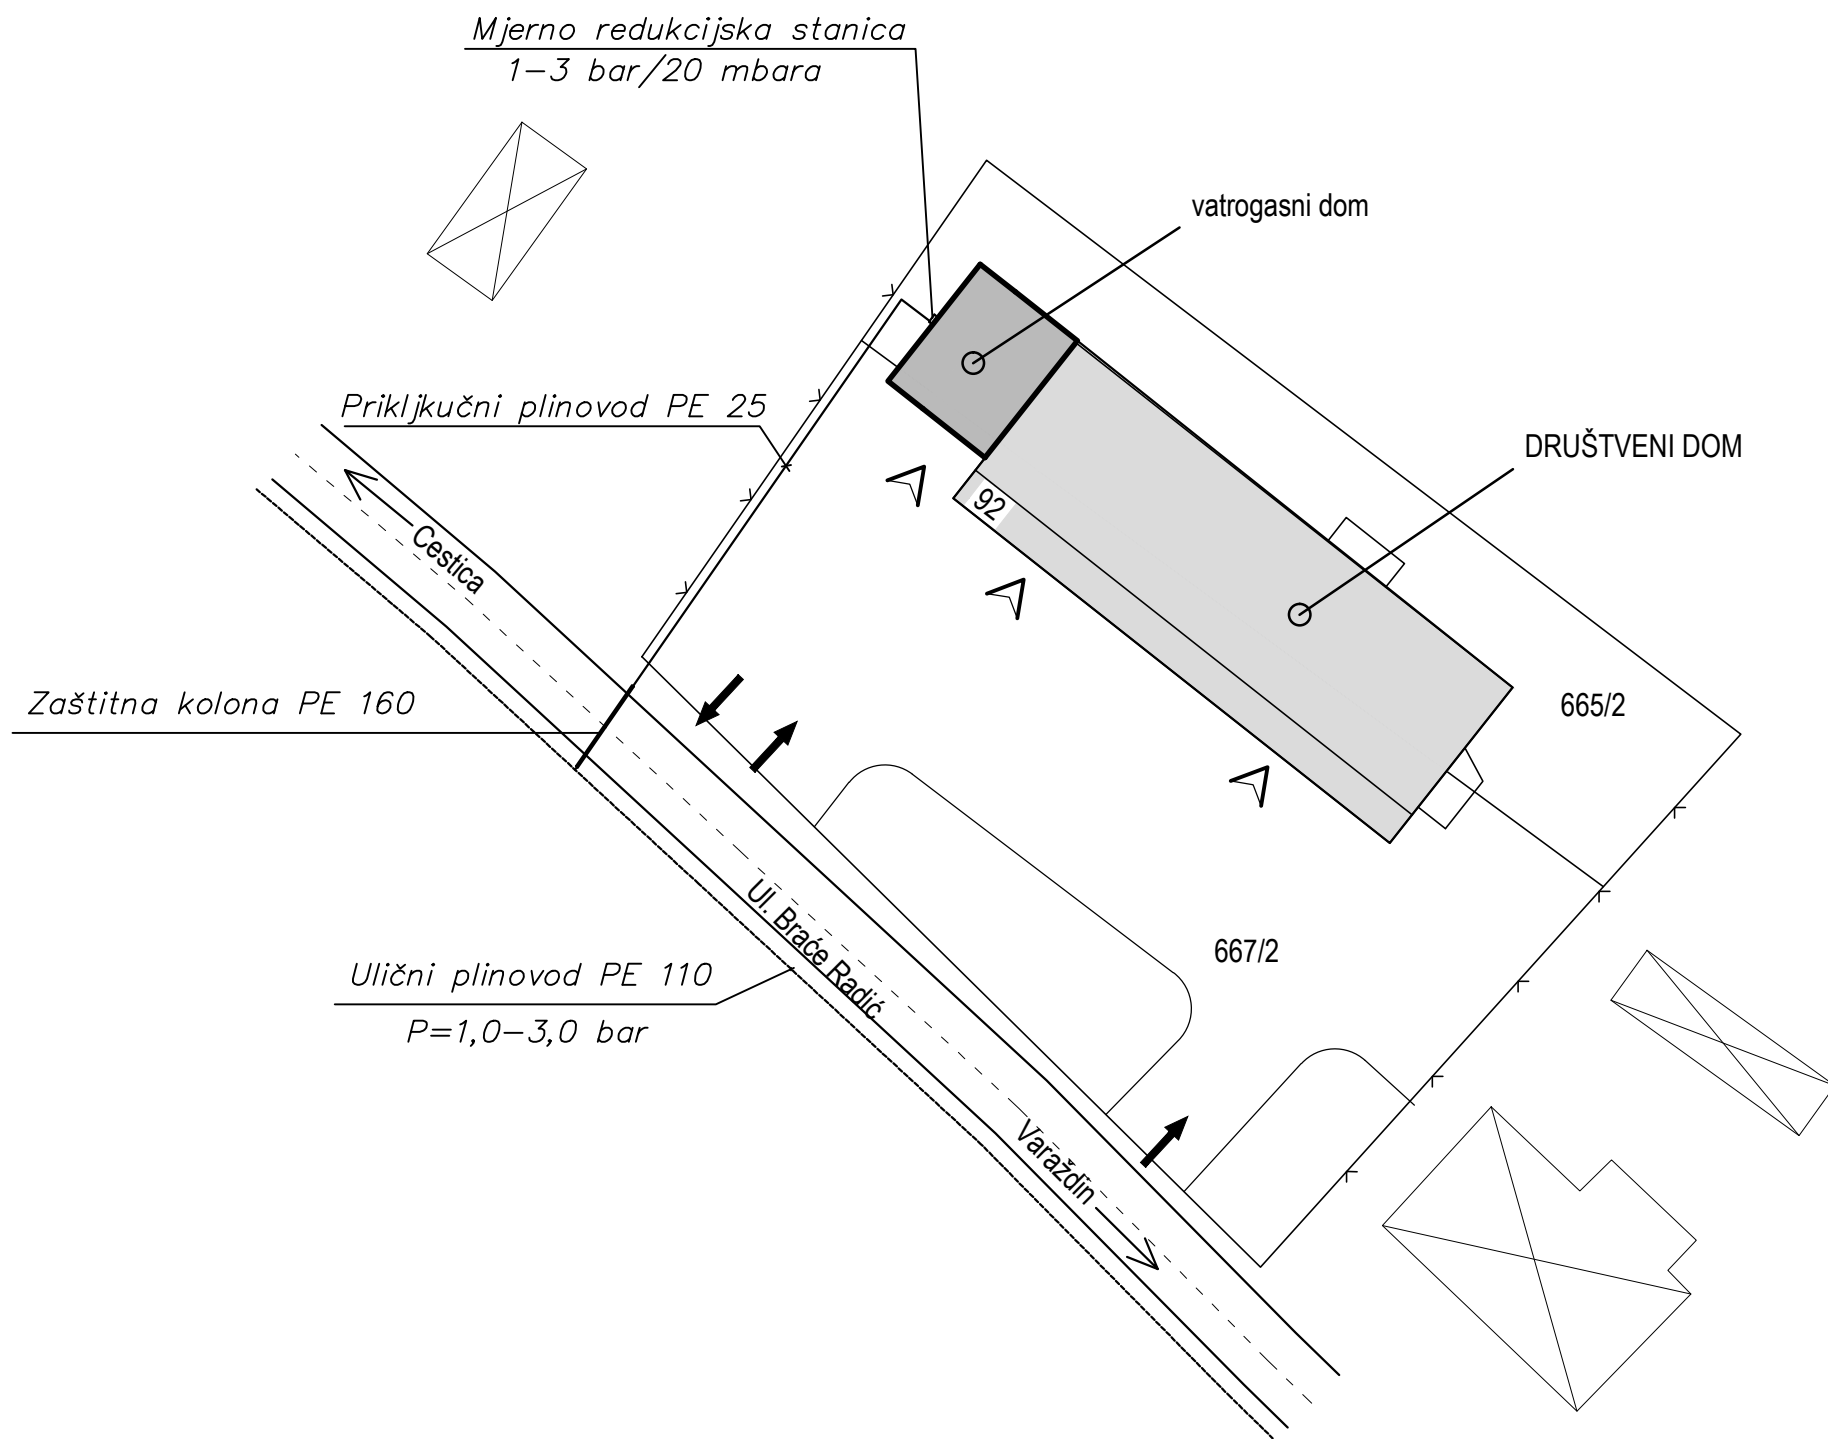 Mjerno redukcijska stanica
1-3 bar/20 mbara
vatrogasni dom
Prikljkučni plinovod PE 25
DRUŠTVENI DOM
92
Cestica
Zaštitna kolona PE 160
665/2
Ul. Braće Radić
667/2
Ulični plinovod PE 110
P=1,0-3,0 bar
Varaždin